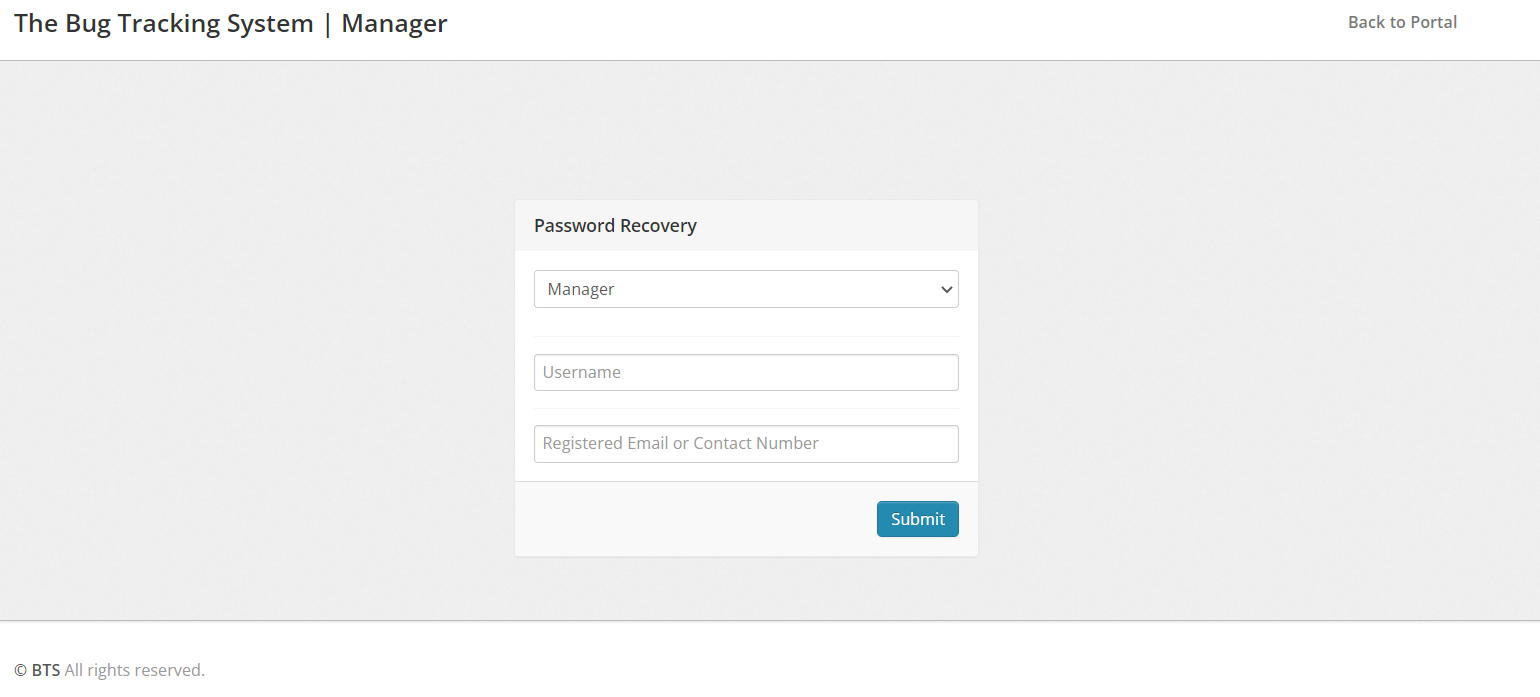 The Bug Tracking System | Manager
Back to Portal
Password Recovery
Manager
Username
Registered Email or Contact Number
Submit
© BTS All rights reserved.